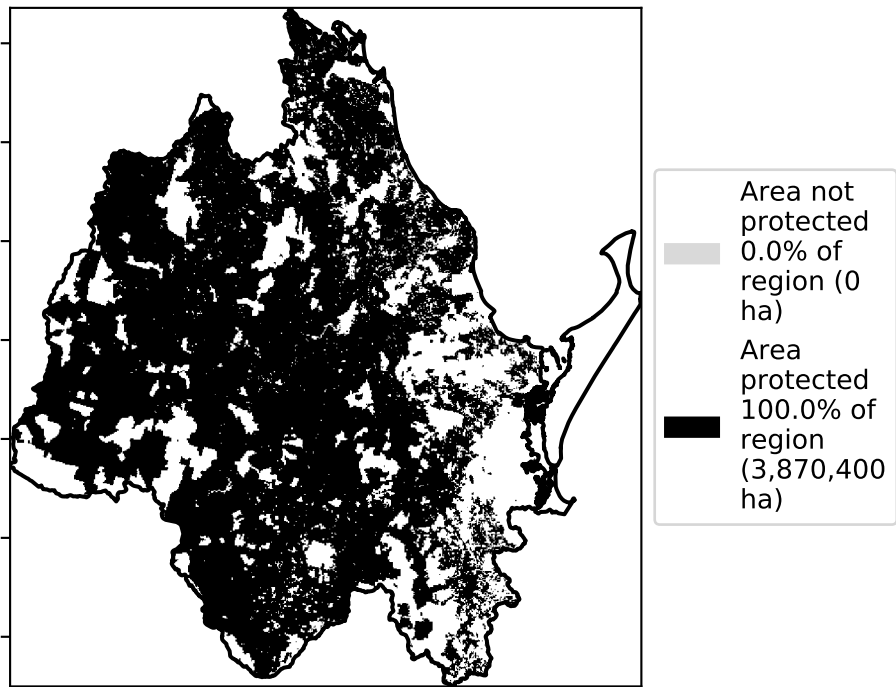 Area not
protected
0.0% of
region (0
ha)
Area
protected
100.0% of
region
(3,870,400
ha)